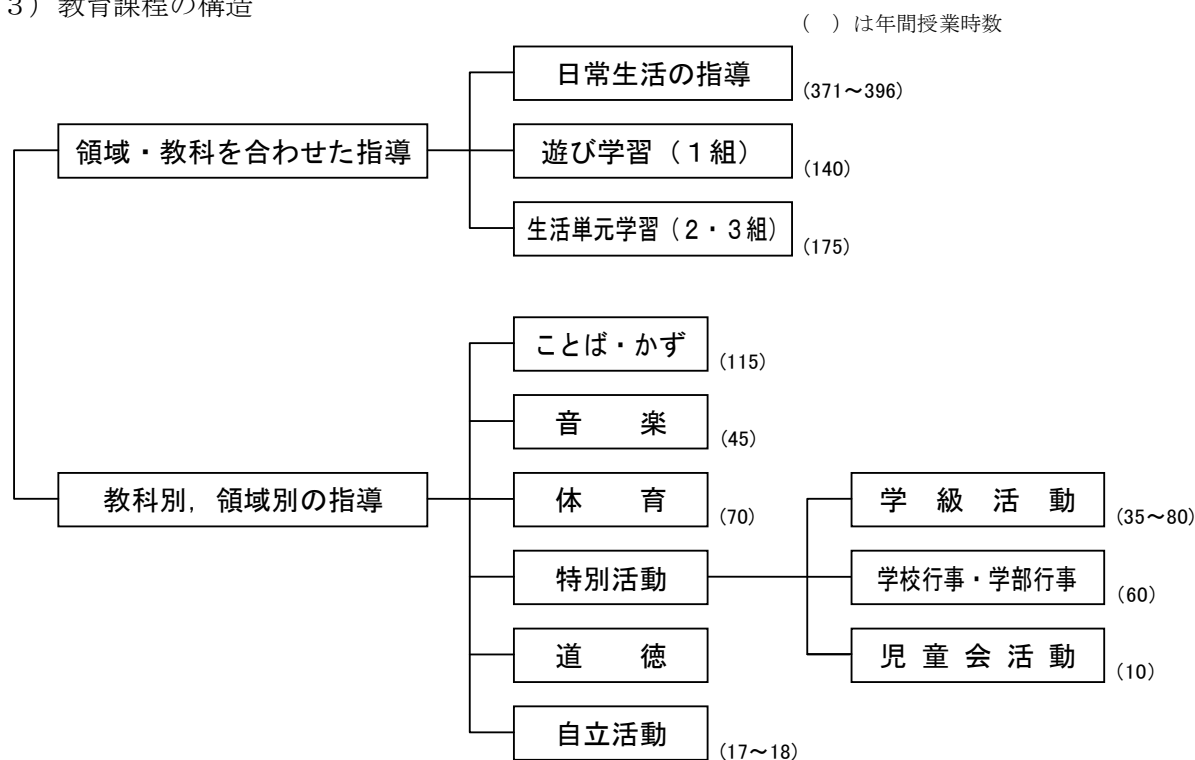 ３）教育課程の構造
（　）は年間授業時数
日常生活の指導
(371～396)
領域・教科を合わせた指導
遊び学習（１組）
(140)
生活単元学習（２・３組）
(175)
ことば・かず
(115)
音　　楽
(45)
教科別，領域別の指導
体　　育
(70)
学　級　活　動
(35～80)
特別活動
学校行事・学部行事
(60)
道　　徳
児 童 会 活 動
(10)
自立活動
(17～18)